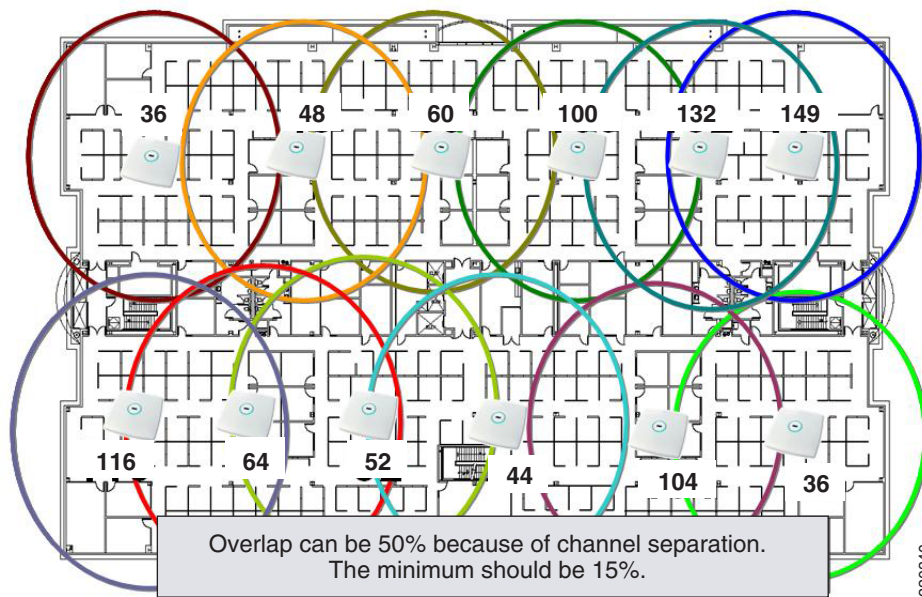 36 48 60 100 132 149
116 64 52 44 104 36
Overlap can be 50% because of channel separation.
The minimum should be 15%.